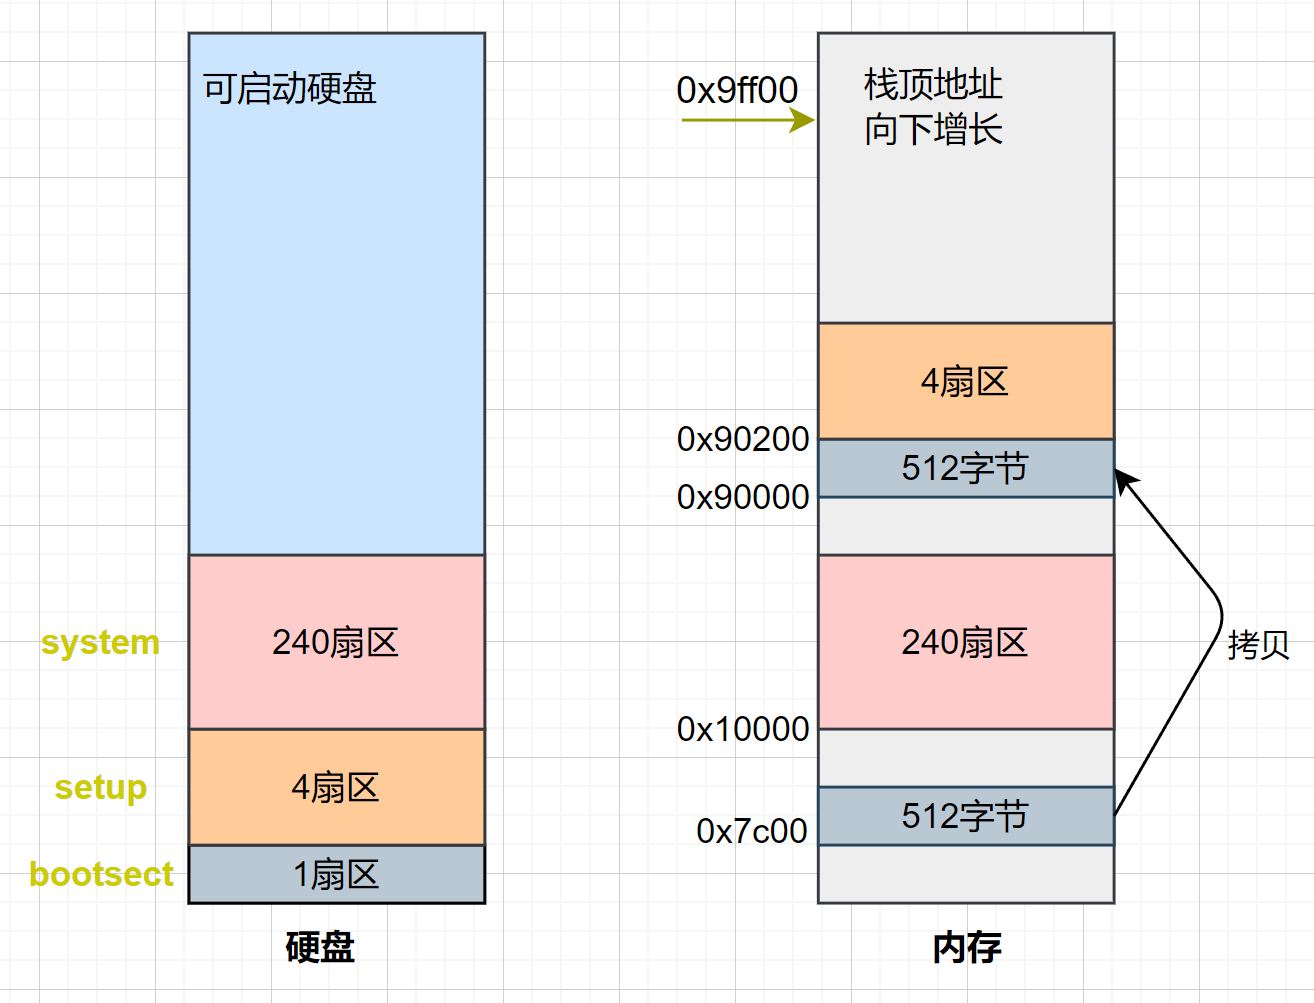 可启动硬盘
system
240扇区
setup
4扇区
bootsect
1扇区
硬盘
0x9ff00
栈顶地址
向下增长
4扇区
0x90200
512字节
0x90000
240扇区
拷贝
0x10000
512字节
0x7c00
内存